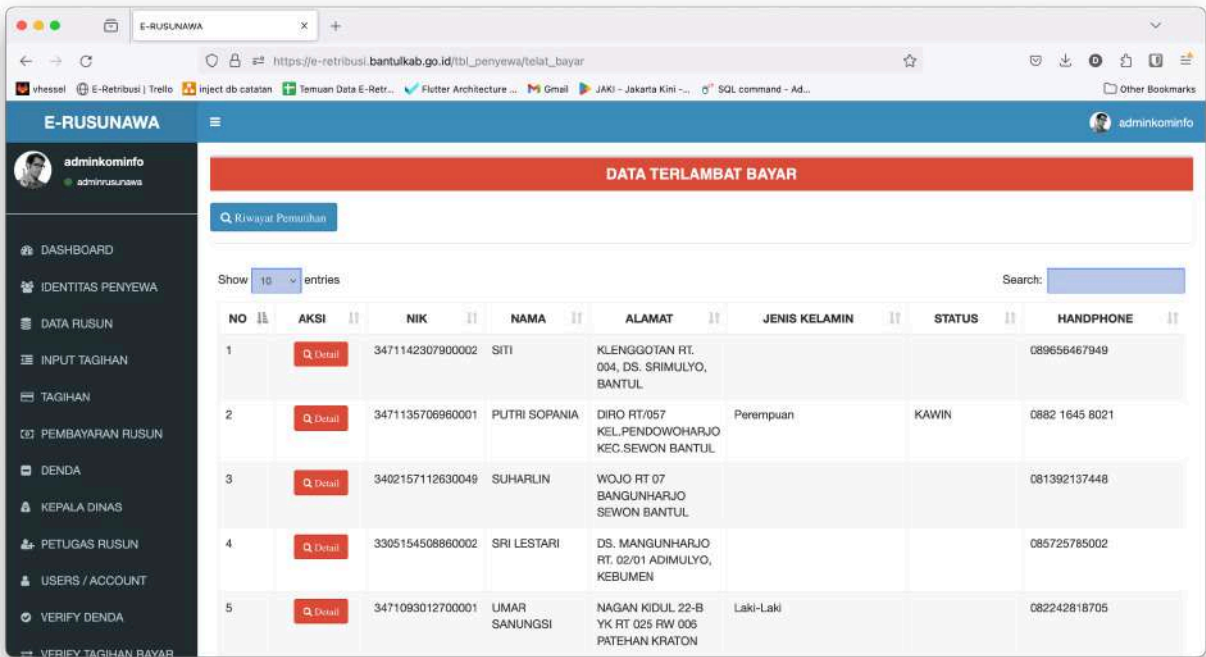 E-RUSUNAWA
https://e-retribusi.bantulkab.go.id/tbl_penyewa/telat_bayar
vhessel E-Retribusi | Trello inject db catatan Temuan Data E-Retr... Flutter Architecture ... Gmail JAKI - Jakarta Kini -... SQL command - Ad... Other Bookmarks
E-RUSUNAWA adminkominfo
adminkominfo
adminrusunawa
DATA TERLAMBAT BAYAR
Riwayat Pemutihan
DASHBOARD
IDENTITAS PENYEWA
DATA RUSUN
INPUT TAGIHAN
TAGIHAN
PEMBAYARAN RUSUN
DENDA
KEPALA DINAS
PETUGAS RUSUN
USERS / ACCOUNT
VERIFY DENDA
VERIFY TAGIHAN BAYAR
Show 10 entries Search:
NO AKSI NIK NAMA ALAMAT JENIS KELAMIN STATUS HANDPHONE
1 Detail 3471142307900002 SITI KLENGGOTAN RT. 089656467949
004, DS. SRIMULYO,
BANTUL
2 Detail 3471135706960001 PUTRI SOPANIA DIRO RT/057 Perempuan KAWIN 0882 1645 8021
KEL.PENDOWOHARJO
KEC.SEWON BANTUL
3 Detail 3402157112630049 SUHARLIN WOJO RT 07 081392137448
BANGUNHARJO
SEWON BANTUL
4 Detail 3305154508860002 SRI LESTARI DS. MANGUNHARJO 085725785002
RT. 02/01 ADIMULYO,
KEBUMEN
5 Detail 3471093012700001 UMAR NAGAN KIDUL 22-B Laki-Laki 082242818705
SANUNGSI YK RT 025 RW 006
PATEHAN KRATON